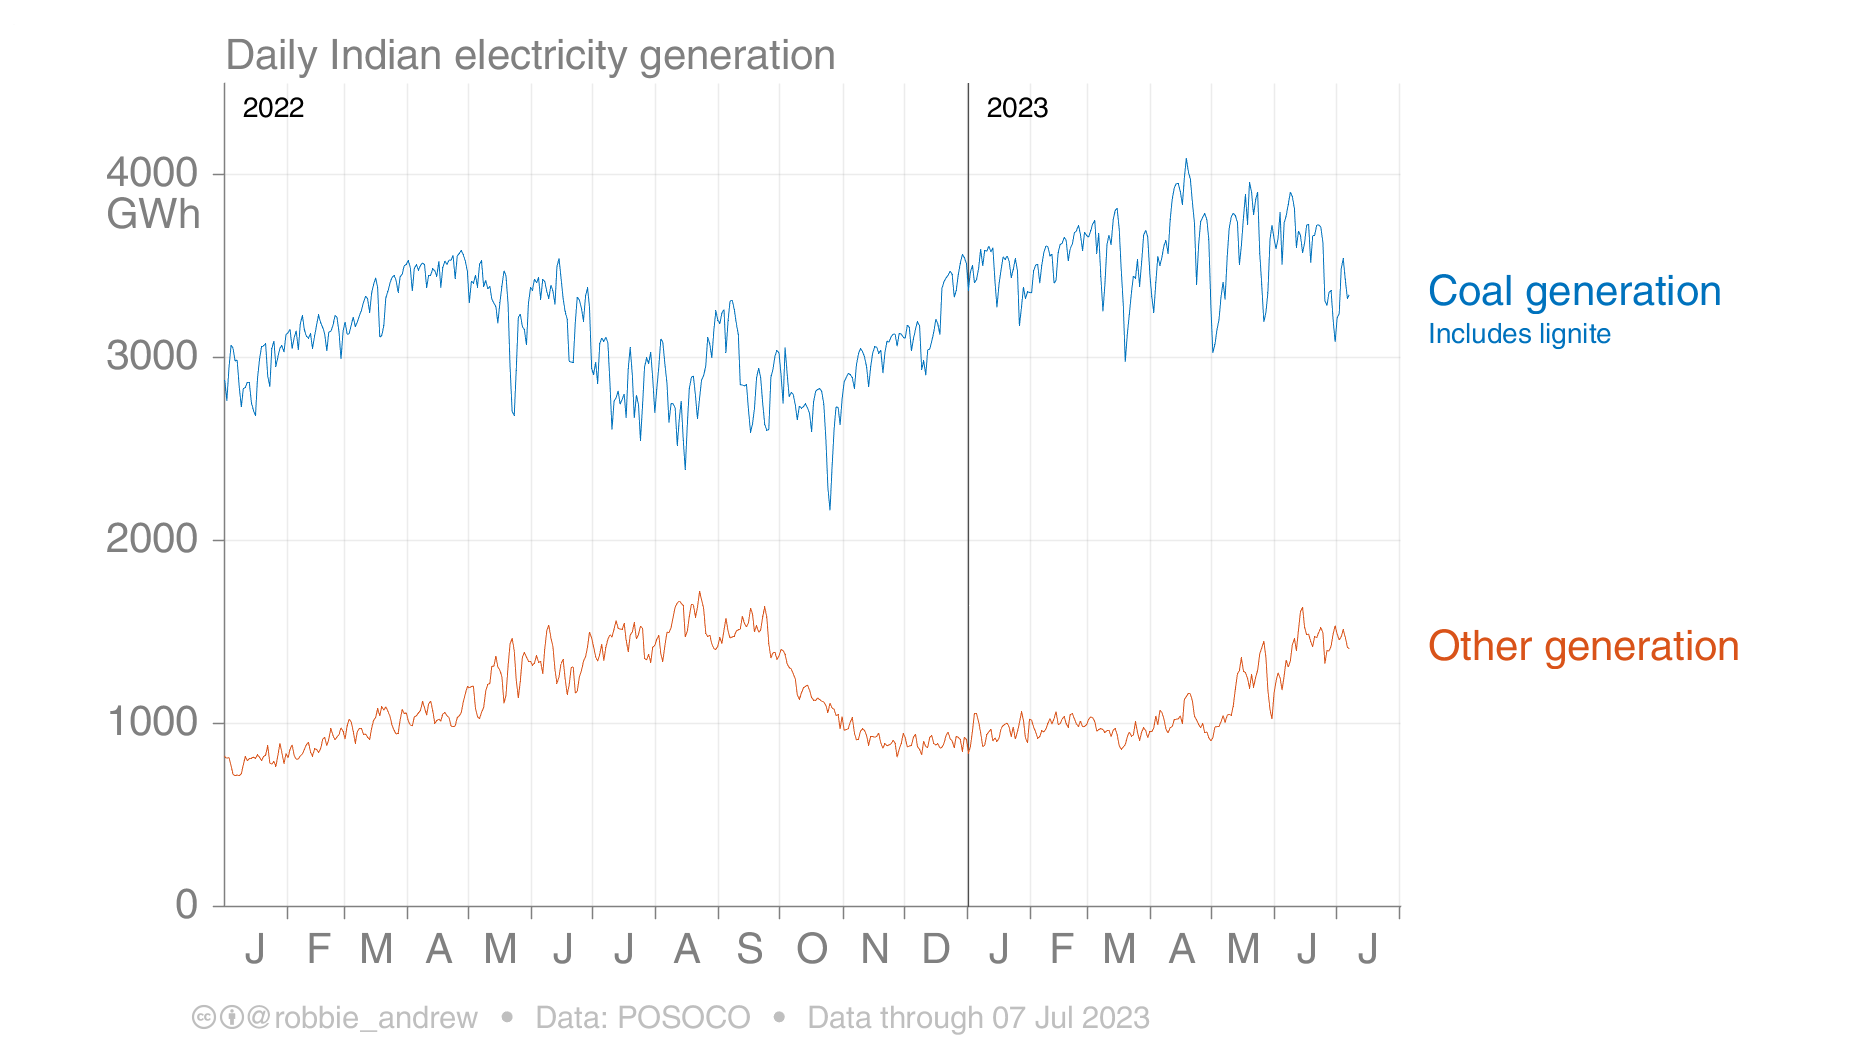 Daily Indian electricity generation
2022
2023
4000
GWh
3000
2000
1000
0
Coal generation
Includes lignite
Other generation
J F M A M J J A S O N D J F M A M J J
cc @robbie_andrew • Data: POSOCO • Data through 07 Jul 2023